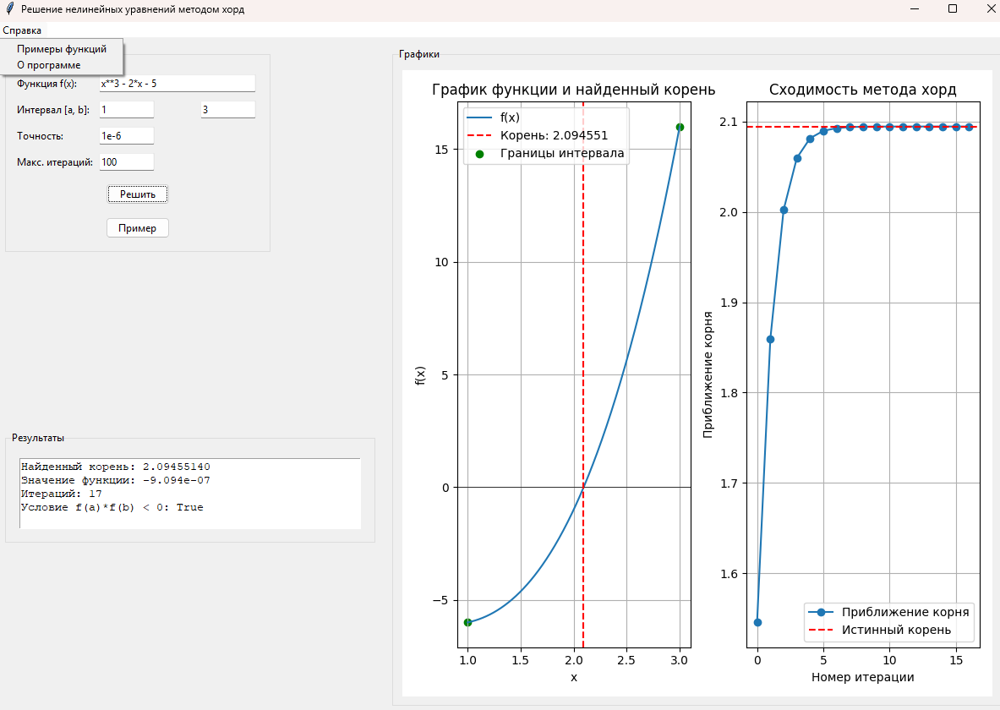 Решение нелинейных уравнений методом хорд
Справка
Примеры функций
О программе
Функция f(x): x**3 - 2*x - 5
Интервал [a, b]: 1 3
Точность: 1e-6
Макс. итераций: 100
Решить
Пример
Результаты
Найденный корень: 2.09455140
Значение функции: -9.094e-07
Итераций: 17
Условие f(a)*f(b) < 0: True
Графики
График функции и найденный корень
f(x)
Корень: 2.094551
Границы интервала
15
10
5
0
−5
f(x)
1.0 1.5 2.0 2.5 3.0
x
Сходимость метода хорд
2.1
2.0
1.9
1.8
1.7
1.6
Приближение корня
Приближение корня
Истинный корень
0 5 10 15
Номер итерации